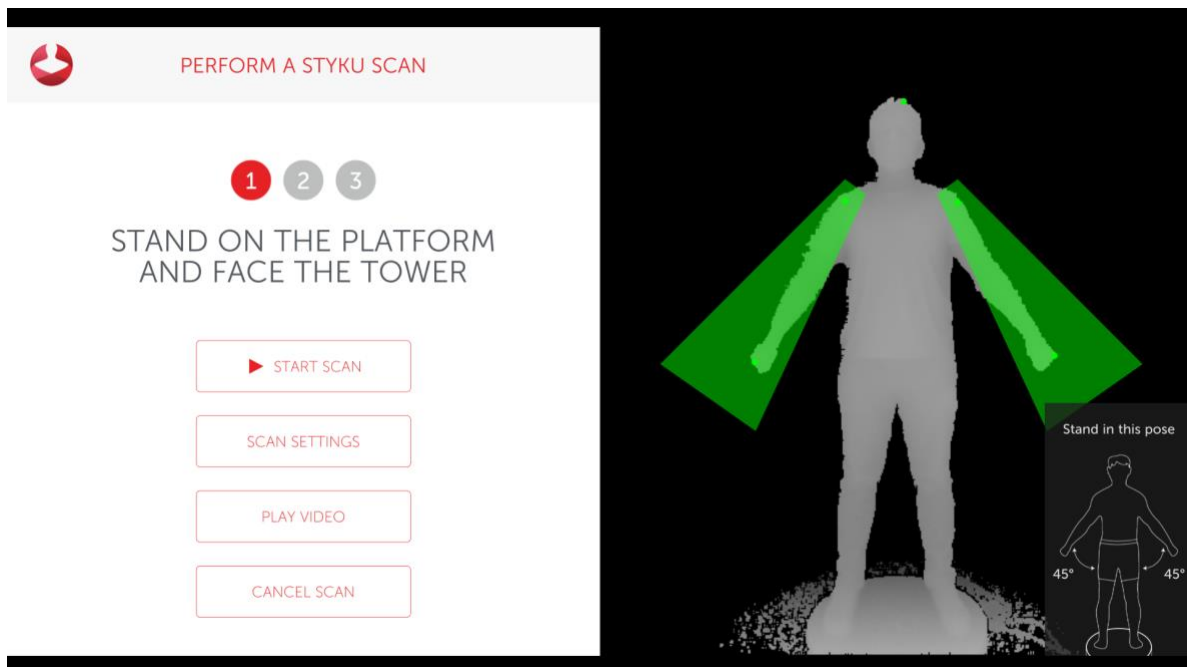 PERFORM A STYKU SCAN
1 2 3
STAND ON THE PLATFORM
AND FACE THE TOWER
START SCAN
SCAN SETTINGS
PLAY VIDEO
CANCEL SCAN
Stand in this pose
45° 45°